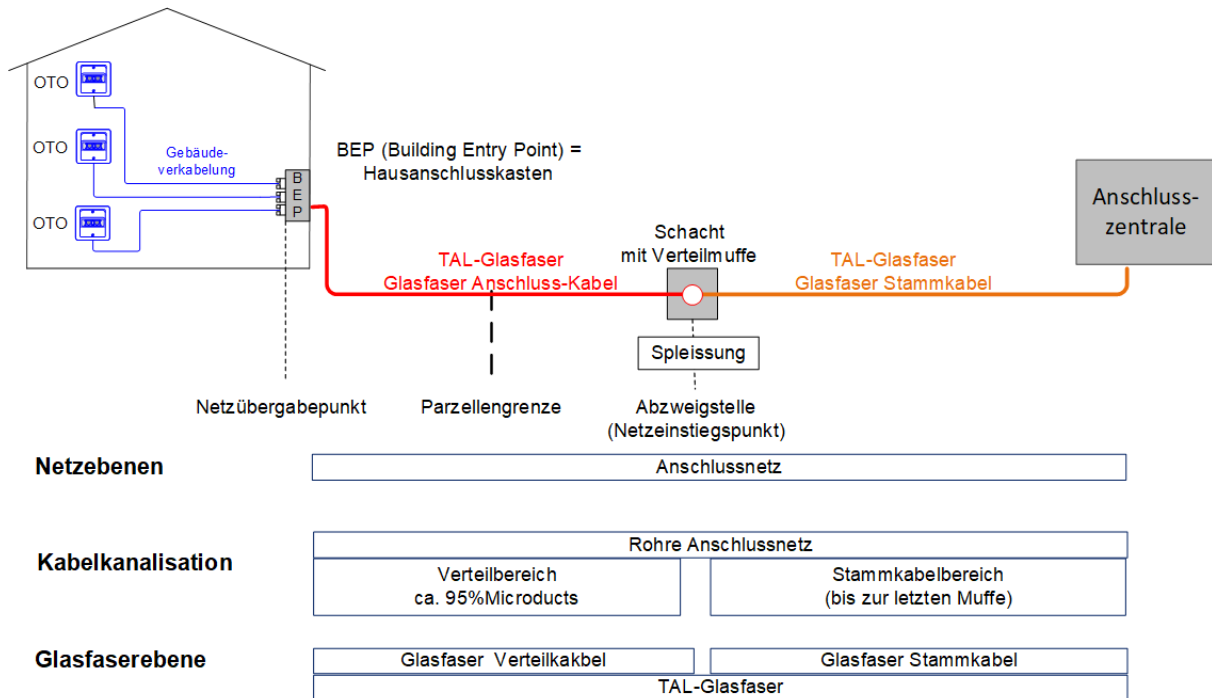 OTO
OTO
OTO
Gebäude-
verkabelung
B
E
P
BEP (Building Entry Point) =
Hausanschlusskasten
TAL-Glasfaser
Glasfaser Anschluss-Kabel
Schacht
mit Verteilmuffe
TAL-Glasfaser
Glasfaser Stammkabel
Anschluss-
zentrale
Spleissung
Netzübergabepunkt
Parzellengrenze
Abzweigstelle
(Netzeinstiegspunkt)
Netzebenen
Anschlussnetz
Kabelkanalisation
Rohre Anschlussnetz
Verteilbereich
ca. 95%Microducts
Stammkabelbereich
(bis zur letzten Muffe)
Glasfaserebene
Glasfaser Verteilkakbel
Glasfaser Stammkabel
TAL-Glasfaser